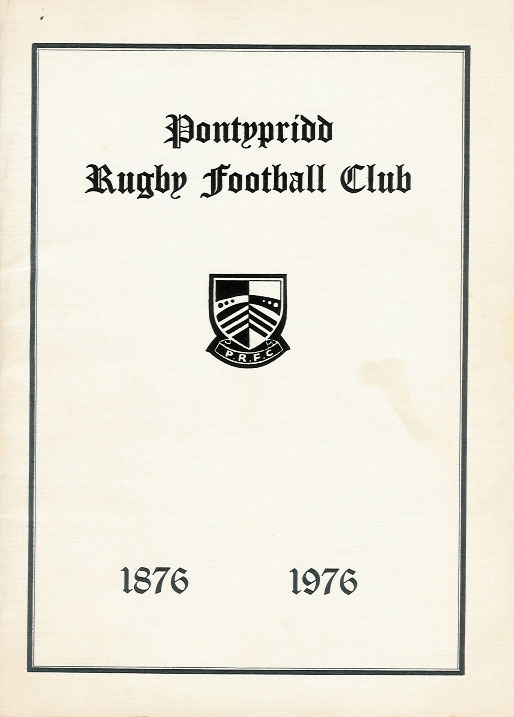 Pontypridd
Rugby Football Club
P.R.F.C
1876 1976